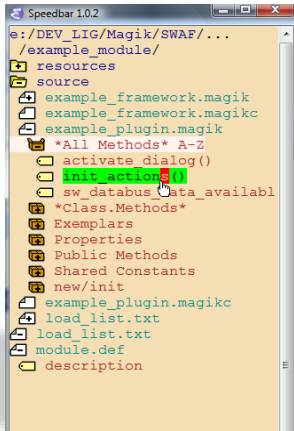 Speedbar 1.0.2
e:/DEV_LIG/Magik/SWAF/...
/example_module/
resources
source
example_framework.magik
example_framework.magikc
example_plugin.magik
*All Methods* A-Z
activate_dialog()
init_actions()
sw_databus_data_availabl
*Class.Methods*
Exemplars
Properties
Public Methods
Shared Constants
new/init
example_plugin.magikc
load_list.txt
load_list.txt
module.def
description